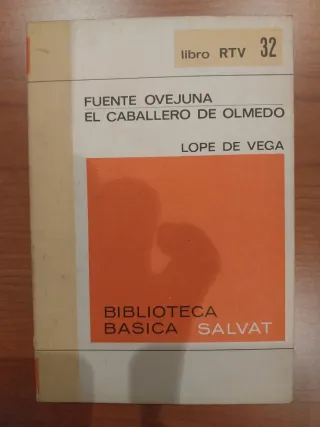 libro RTV 32
FUENTE OVEJUNA
EL CABALLERO DE OLMEDO
LOPE DE VEGA
BIBLIOTECA
BASICA SALVAT